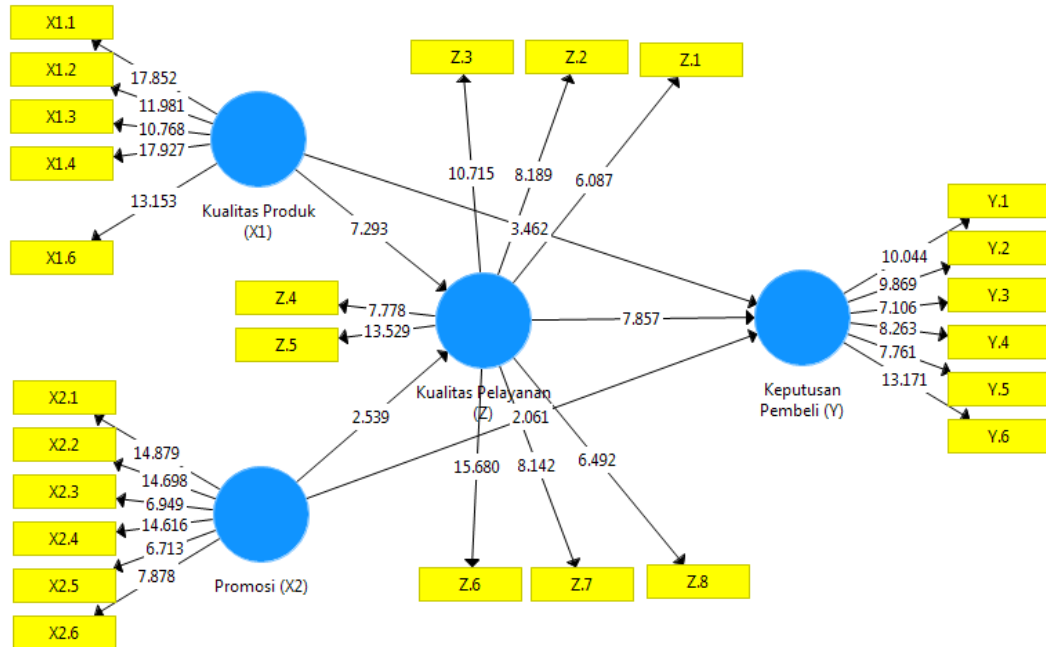 X1.1
X1.2
X1.3
X1.4
X1.6
17.852
11.981
10.768
17.927
13.153
Kualitas Produk
(X1)
Z.3
Z.2
Z.1
10.715
8.189
6.087
7.293
3.462
Z.4
Z.5
7.778
13.529
7.857
Kualitas Pelayanan
(Z)
2.539
2.061
Y.1
Y.2
Y.3
Y.4
Y.5
Y.6
10.044
9.869
7.106
8.263
7.761
13.171
Keputusan
Pembeli (Y)
X2.1
X2.2
X2.3
X2.4
X2.5
X2.6
14.879
14.698
6.949
14.616
6.713
7.878
Promosi (X2)
15.680
8.142
6.492
Z.6
Z.7
Z.8